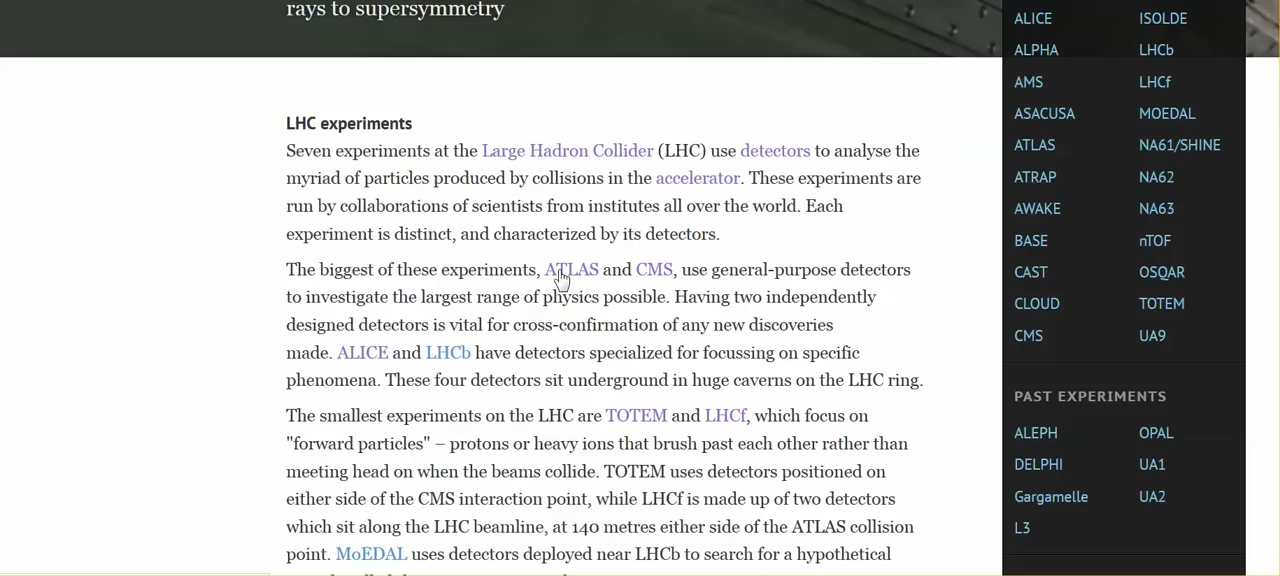 rays to supersymmetry
LHC experiments
Seven experiments at the Large Hadron Collider (LHC) use detectors to analyse the
myriad of particles produced by collisions in the accelerator. These experiments are
run by collaborations of scientists from institutes all over the world. Each
experiment is distinct, and characterized by its detectors.
The biggest of these experiments, ATLAS and CMS, use general-purpose detectors
to investigate the largest range of physics possible. Having two independently
designed detectors is vital for cross-confirmation of any new discoveries
made. ALICE and LHCb have detectors specialized for focussing on specific
phenomena. These four detectors sit underground in huge caverns on the LHC ring.
The smallest experiments on the LHC are TOTEM and LHCf, which focus on
"forward particles" – protons or heavy ions that brush past each other rather than
meeting head on when the beams collide. TOTEM uses detectors positioned on
either side of the CMS interaction point, while LHCf is made up of two detectors
which sit along the LHC beamline, at 140 metres either side of the ATLAS collision
point. MoEDAL uses detectors deployed near LHCb to search for a hypothetical
ALICE ISOLDE
ALPHA LHCb
AMS LHCf
ASACUSA MOEDAL
ATLAS NA61/SHINE
ATRAP NA62
AWAKE NA63
BASE nTOF
CAST OSQAR
CLOUD TOTEM
CMS UA9
PAST EXPERIMENTS
ALEPH OPAL
DELPHI UA1
Gargamelle UA2
L3